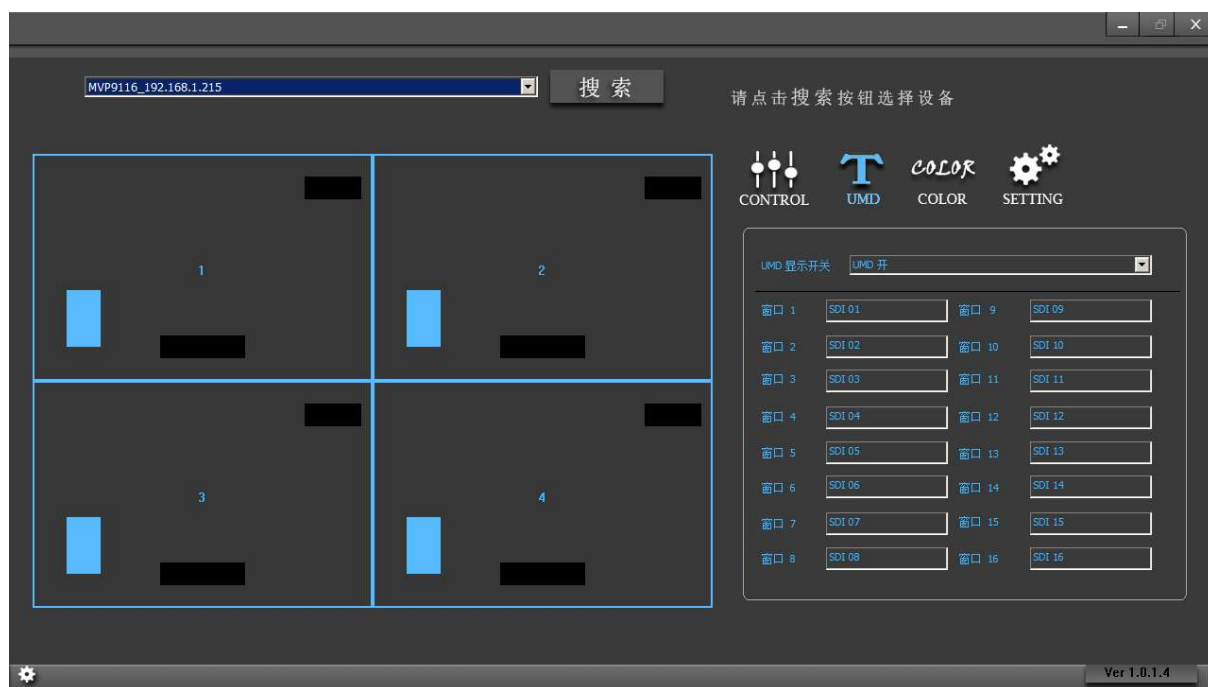 MVP9116_192.168.1.215
搜索
请点击搜索按钮选择设备
COLOR
CONTROL UMD COLOR SETTING
UMD 显示开关 UMD 开
1 2
窗口 1 SDI 01 窗口 9 SDI 09
窗口 2 SDI 02 窗口 10 SDI 10
窗口 3 SDI 03 窗口 11 SDI 11
窗口 4 SDI 04 窗口 12 SDI 12
窗口 5 SDI 05 窗口 13 SDI 13
3 4
窗口 6 SDI 06 窗口 14 SDI 14
窗口 7 SDI 07 窗口 15 SDI 15
窗口 8 SDI 08 窗口 16 SDI 16
Ver 1.0.1.4